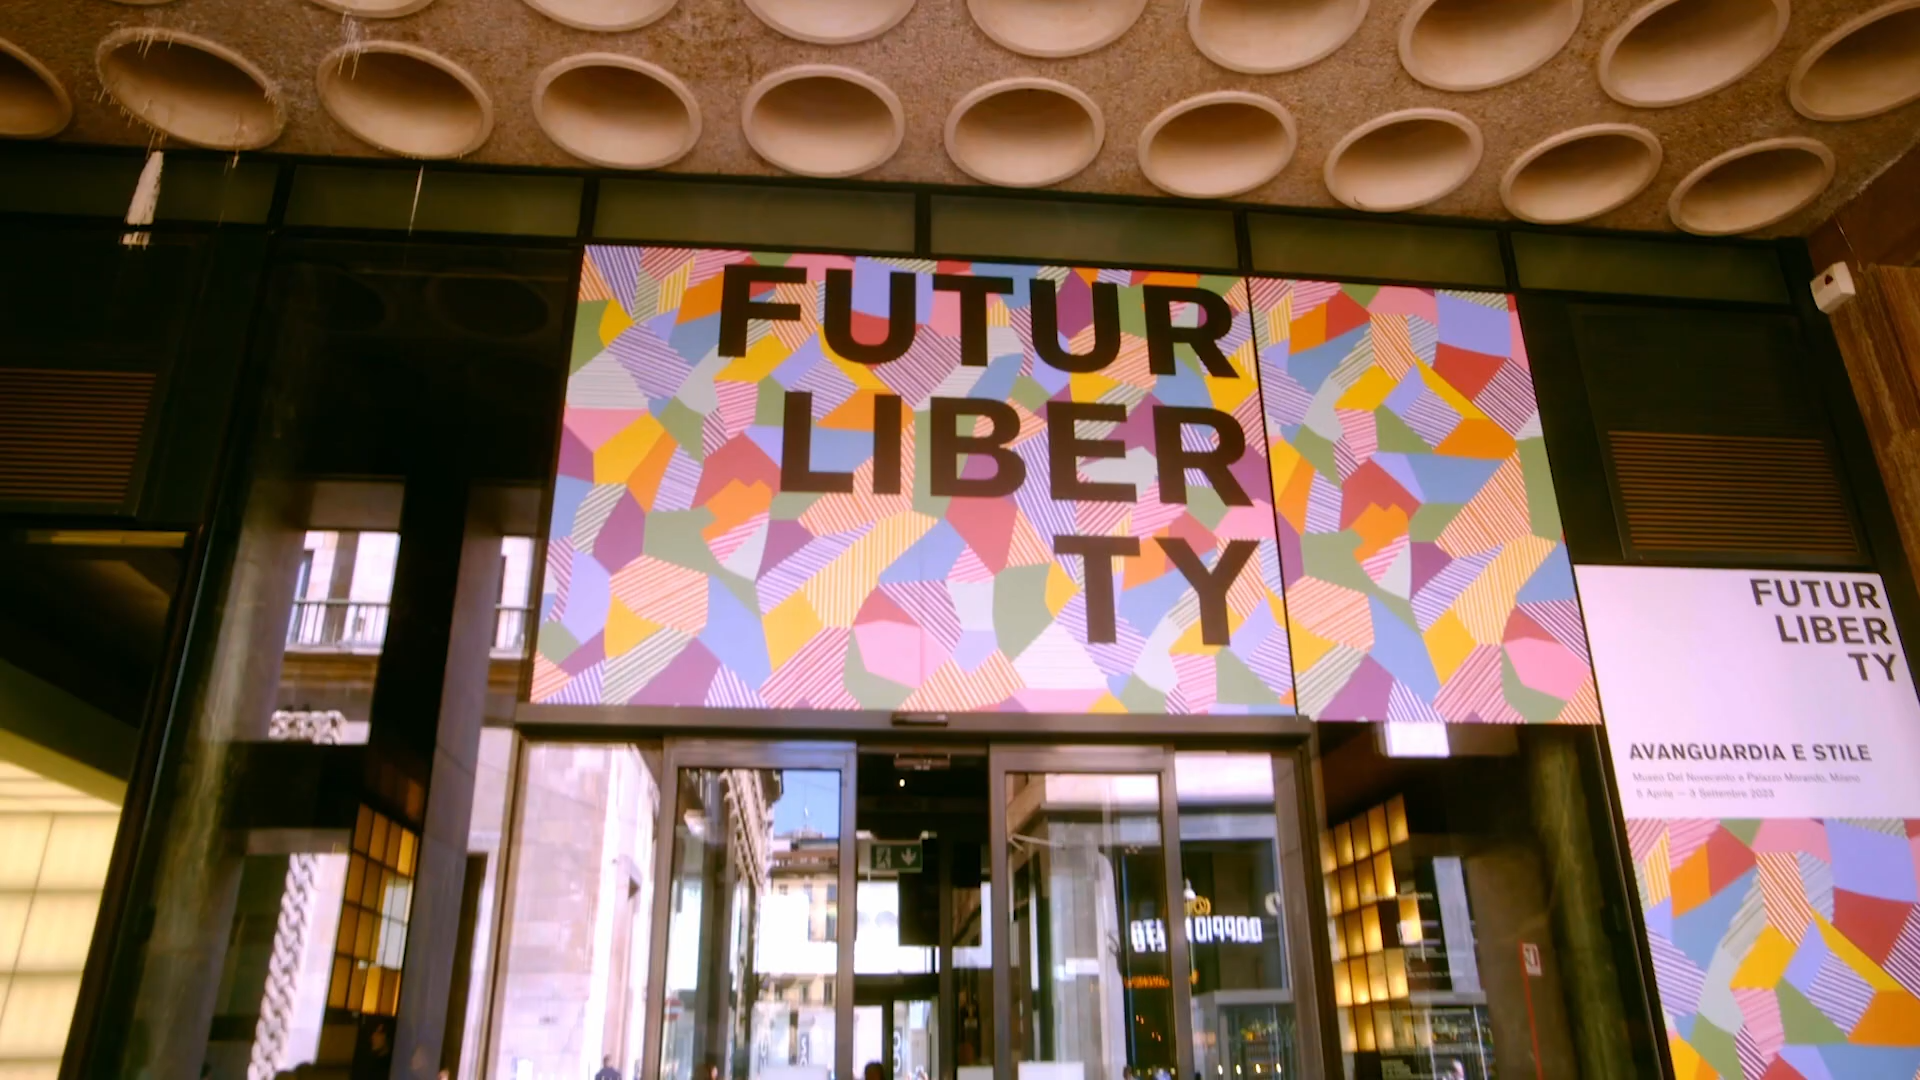 FUTUR
LIBER
TY
FUTUR
LIBER
TY
AVANGUARDIA E STILE
Museo Del Novecento e Palazzo Morando, Milano
5 Aprile — 3 Settembre 2023